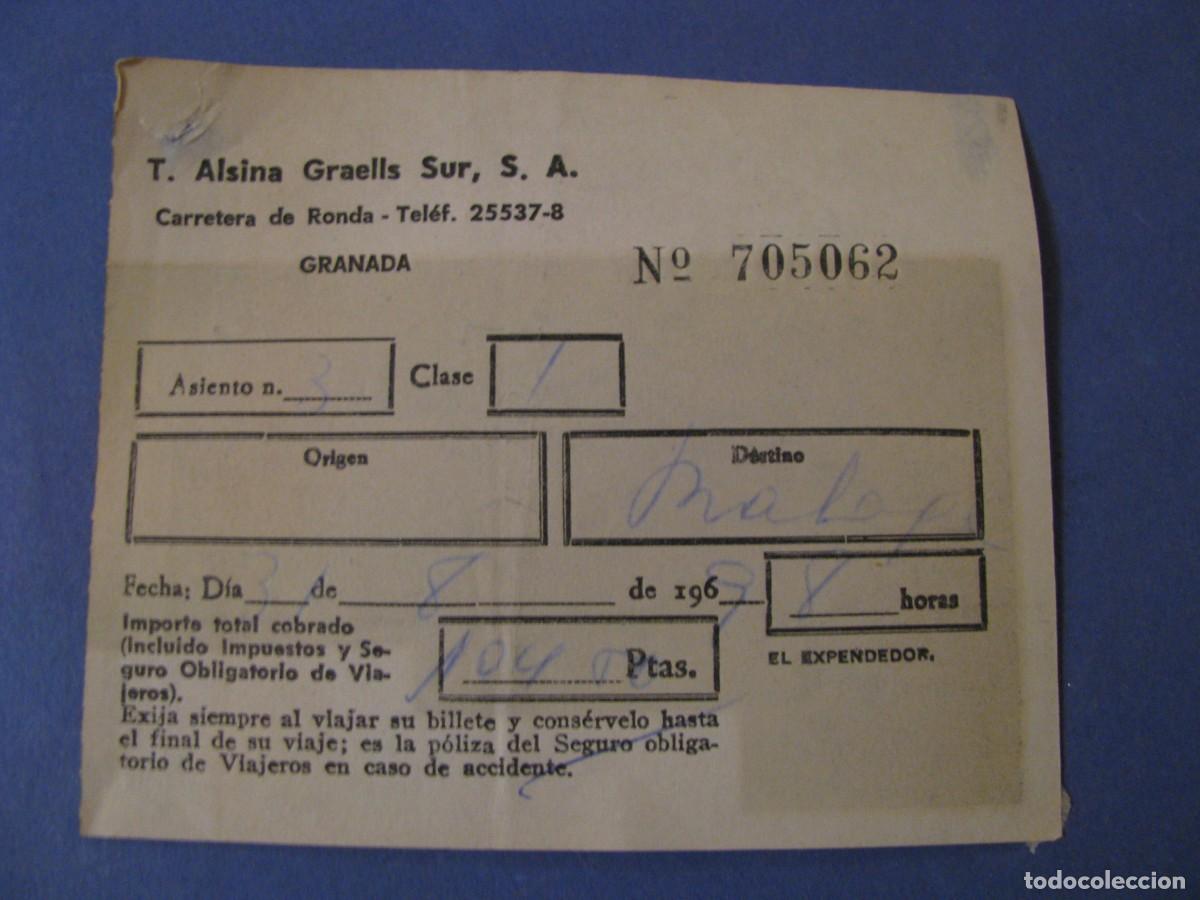 T. Alsina Graells Sur, S. A.
Carretera de Ronda - Teléf. 25537-8
GRANADA
Nº 705062
Asiento n. 3 Clase 1
Origen
Destino
Malaga
Fecha: Día 31 de 8 de 1969 8 horas
Importe total cobrado
(Incluido Impuestos y Se-
guro Obligatorio de Via-
jeros).
104 Ptas.
EL EXPENDEDOR,
Exija siempre al viajar su billete y consérvelo hasta
el final de su viaje; es la póliza del Seguro obliga-
torio de Viajeros en caso de accidente.
todocoleccion